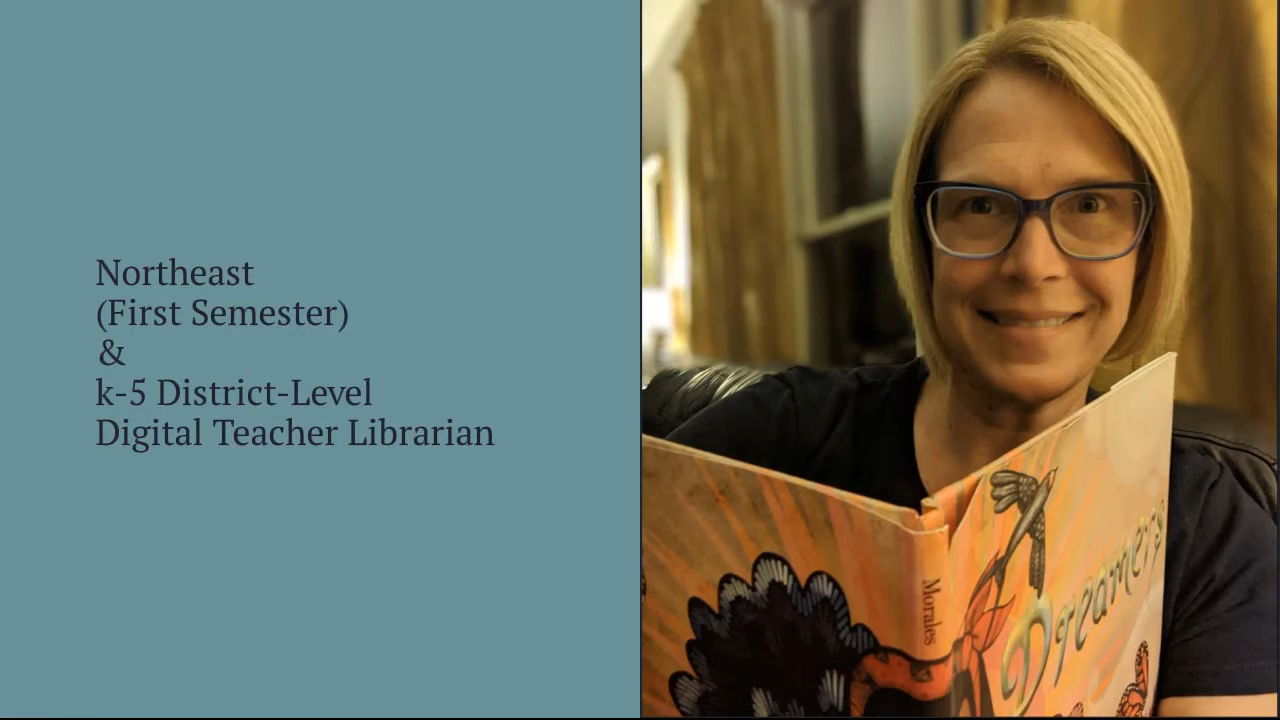 Northeast
(First Semester)
&
k-5 District-Level
Digital Teacher Librarian
Morales
Dreamers